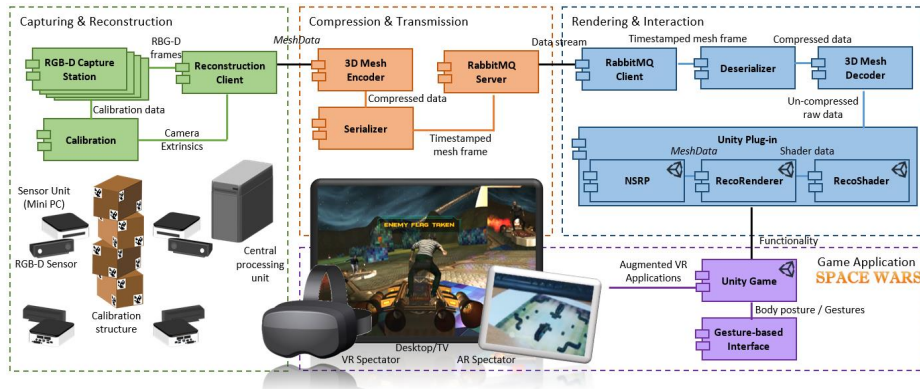 Capturing & Reconstruction
RGB-D Capture
Station
RBG-D
frames
Reconstruction
Client
Calibration data
Calibration
Camera
Extrinsics
Sensor Unit
(Mini PC)
RGB-D Sensor
Calibration
structure
Central
processing
unit
Compression & Transmission
MeshData
3D Mesh
Encoder
RabbitMQ
Server
Compressed data
Serializer
Timestamped
mesh frame
Data stream
ENEMY FLAG TAKEN
Desktop/TV
VR Spectator
AR Spectator
Rendering & Interaction
Timestamped mesh frame
Compressed data
RabbitMQ
Client
Deserializer
3D Mesh
Decoder
Un-compressed
raw data
Unity Plug-in
MeshData
Shader data
NSRP
RecoRenderer
RecoShader
Functionality
Augmented VR
Applications
Unity Game
Game Application
SPACE WARS
Body posture / Gestures
Gesture-based
Interface